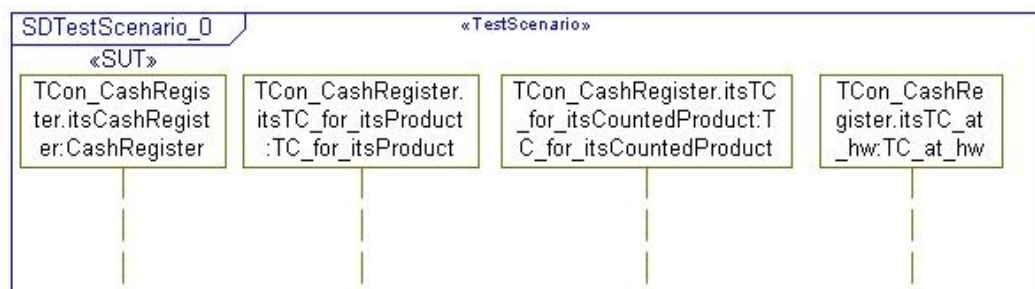 SDTestScenario_0
«TestScenario»
«SUT»
TCon_CashRegis
ter.itsCashRegist
er:CashRegister
TCon_CashRegister.
itsTC_for_itsProduct
:TC_for_itsProduct
TCon_CashRegister.itsTC
_for_itsCountedProduct:T
C_for_itsCountedProduct
TCon_CashRe
gister.itsTC_at
_hw:TC_at_hw